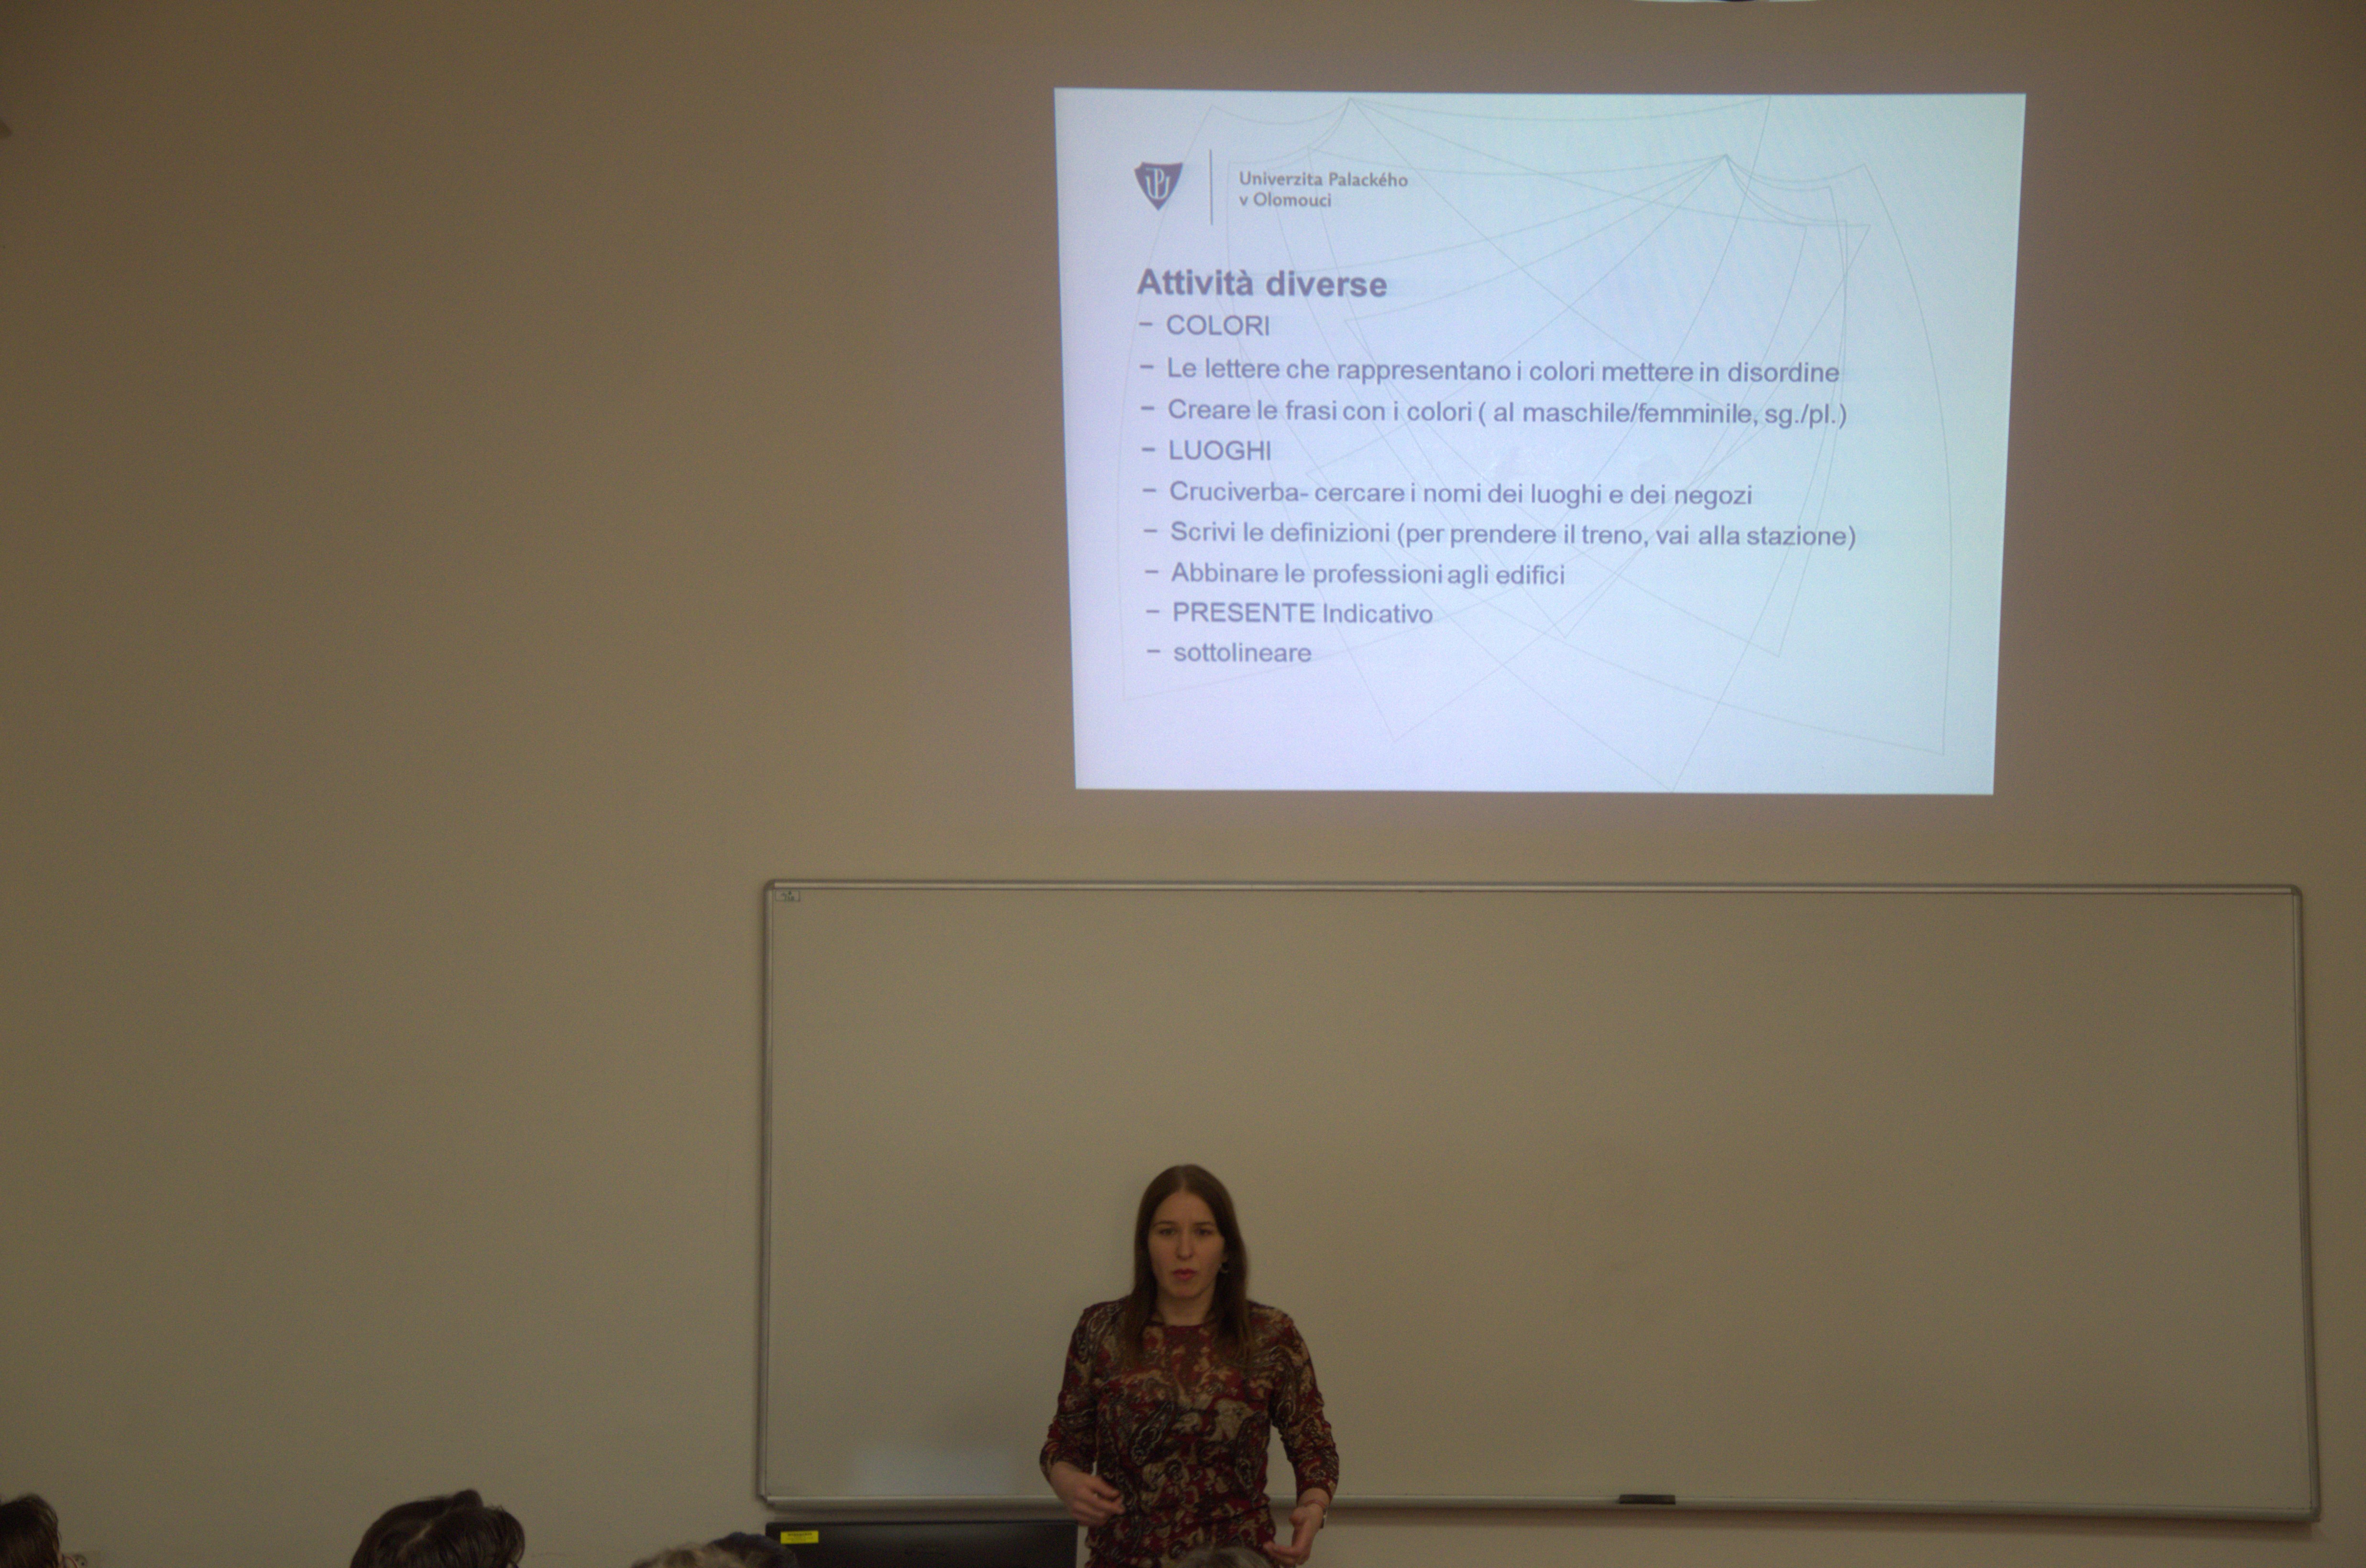 Univerzita Palackého
v Olomouci
Attività diverse
– COLORI
– Le lettere che rappresentano i colori mettere in disordine
– Creare le frasi con i colori ( al maschile/femminile, sg./pl.)
– LUOGHI
– Cruciverba- cercare i nomi dei luoghi e dei negozi
– Scrivi le definizioni (per prendere il treno, vai alla stazione)
– Abbinare le professioni agli edifici
– PRESENTE Indicativo
– sottolineare